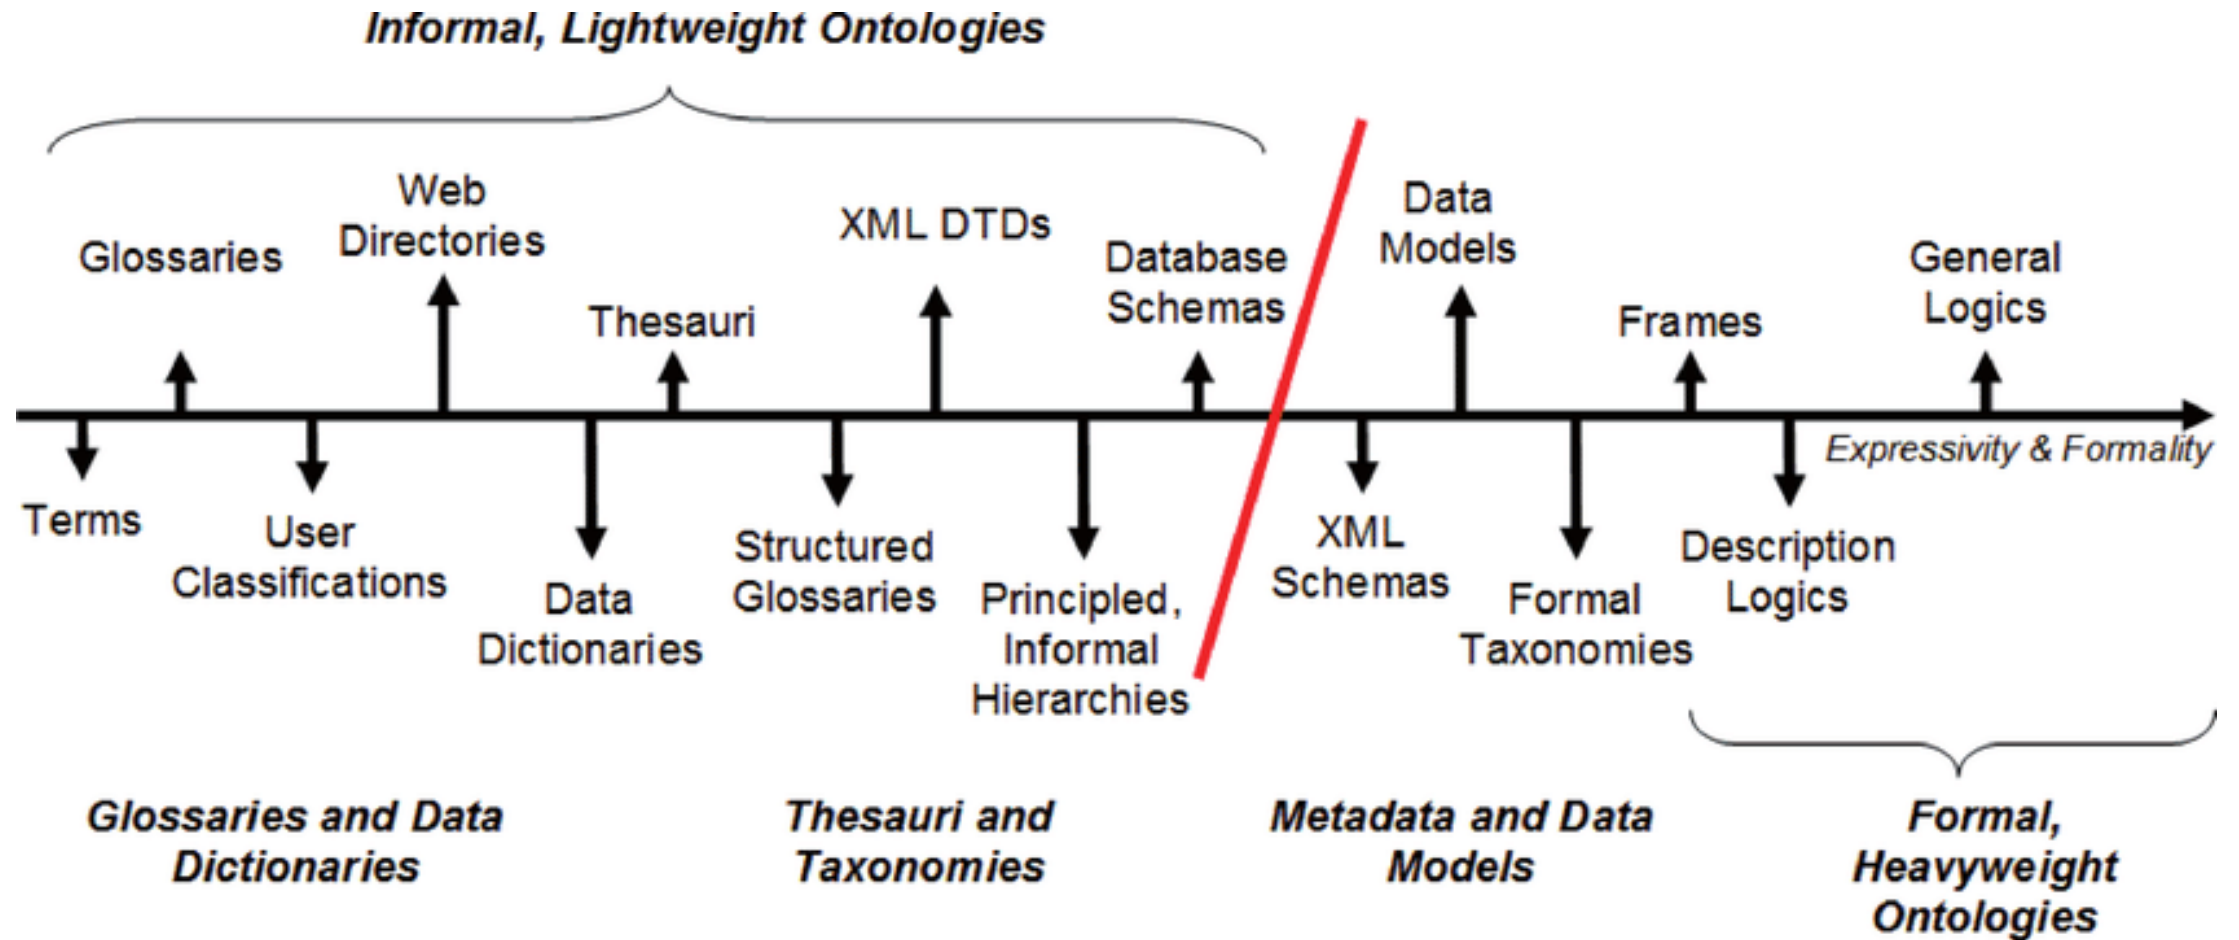 Informal, Lightweight Ontologies
Glossaries
Web
Directories
Thesauri
XML DTDs
Database
Schemas
Data
Models
Frames
General
Logics
Expressivity & Formality
Terms
User
Classifications
Data
Dictionaries
Structured
Glossaries
Principled,
Informal
Hierarchies
XML
Schemas
Formal
Taxonomies
Description
Logics
Glossaries and Data
Dictionaries
Thesauri and
Taxonomies
Metadata and Data
Models
Formal,
Heavyweight
Ontologies